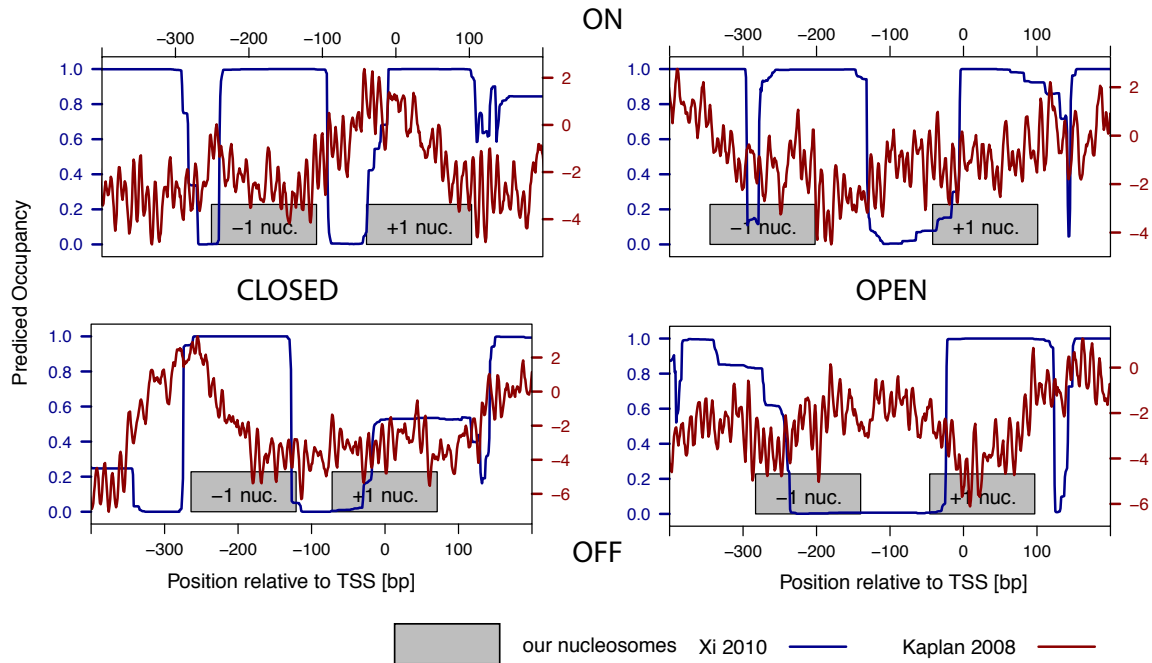 ON
−300 −200 −100 0 100
−300 −200 −100 0 100
1.0
0.8
0.6
0.4
0.2
0.0
−1 nuc. +1 nuc.
2
0
−2
−4
1.0
0.8
0.6
0.4
0.2
0.0
−1 nuc. +1 nuc.
2
0
−2
−4
Prediced Occupancy
CLOSED OPEN
1.0
0.8
0.6
0.4
0.2
0.0
−1 nuc. +1 nuc.
2
0
−2
−4
−6
1.0
0.8
0.6
0.4
0.2
0.0
−1 nuc. +1 nuc.
0
−2
−4
−6
−300 −200 −100 0 100
−300 −200 −100 0 100
OFF
Position relative to TSS [bp] Position relative to TSS [bp]
our nucleosomes Xi 2010 Kaplan 2008